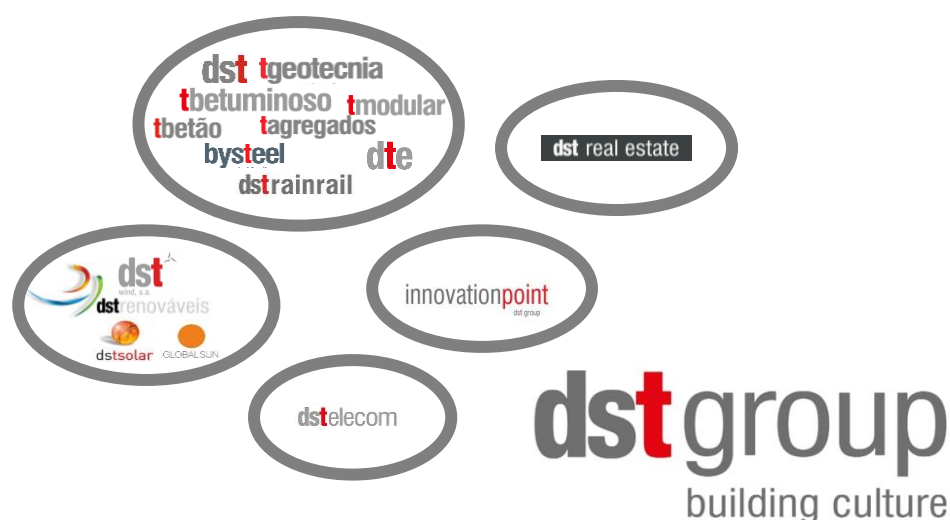 dst tgeotecnia
tbetuminoso tmodular
tbetão tagregados
bysteel dte
dstrainrail
dst real estate
dst
wind, s.a.
dstrenováveis
dstsolar GLOBALSUN
innovationpoint
dst group
dstelecom
dstgroup
building culture